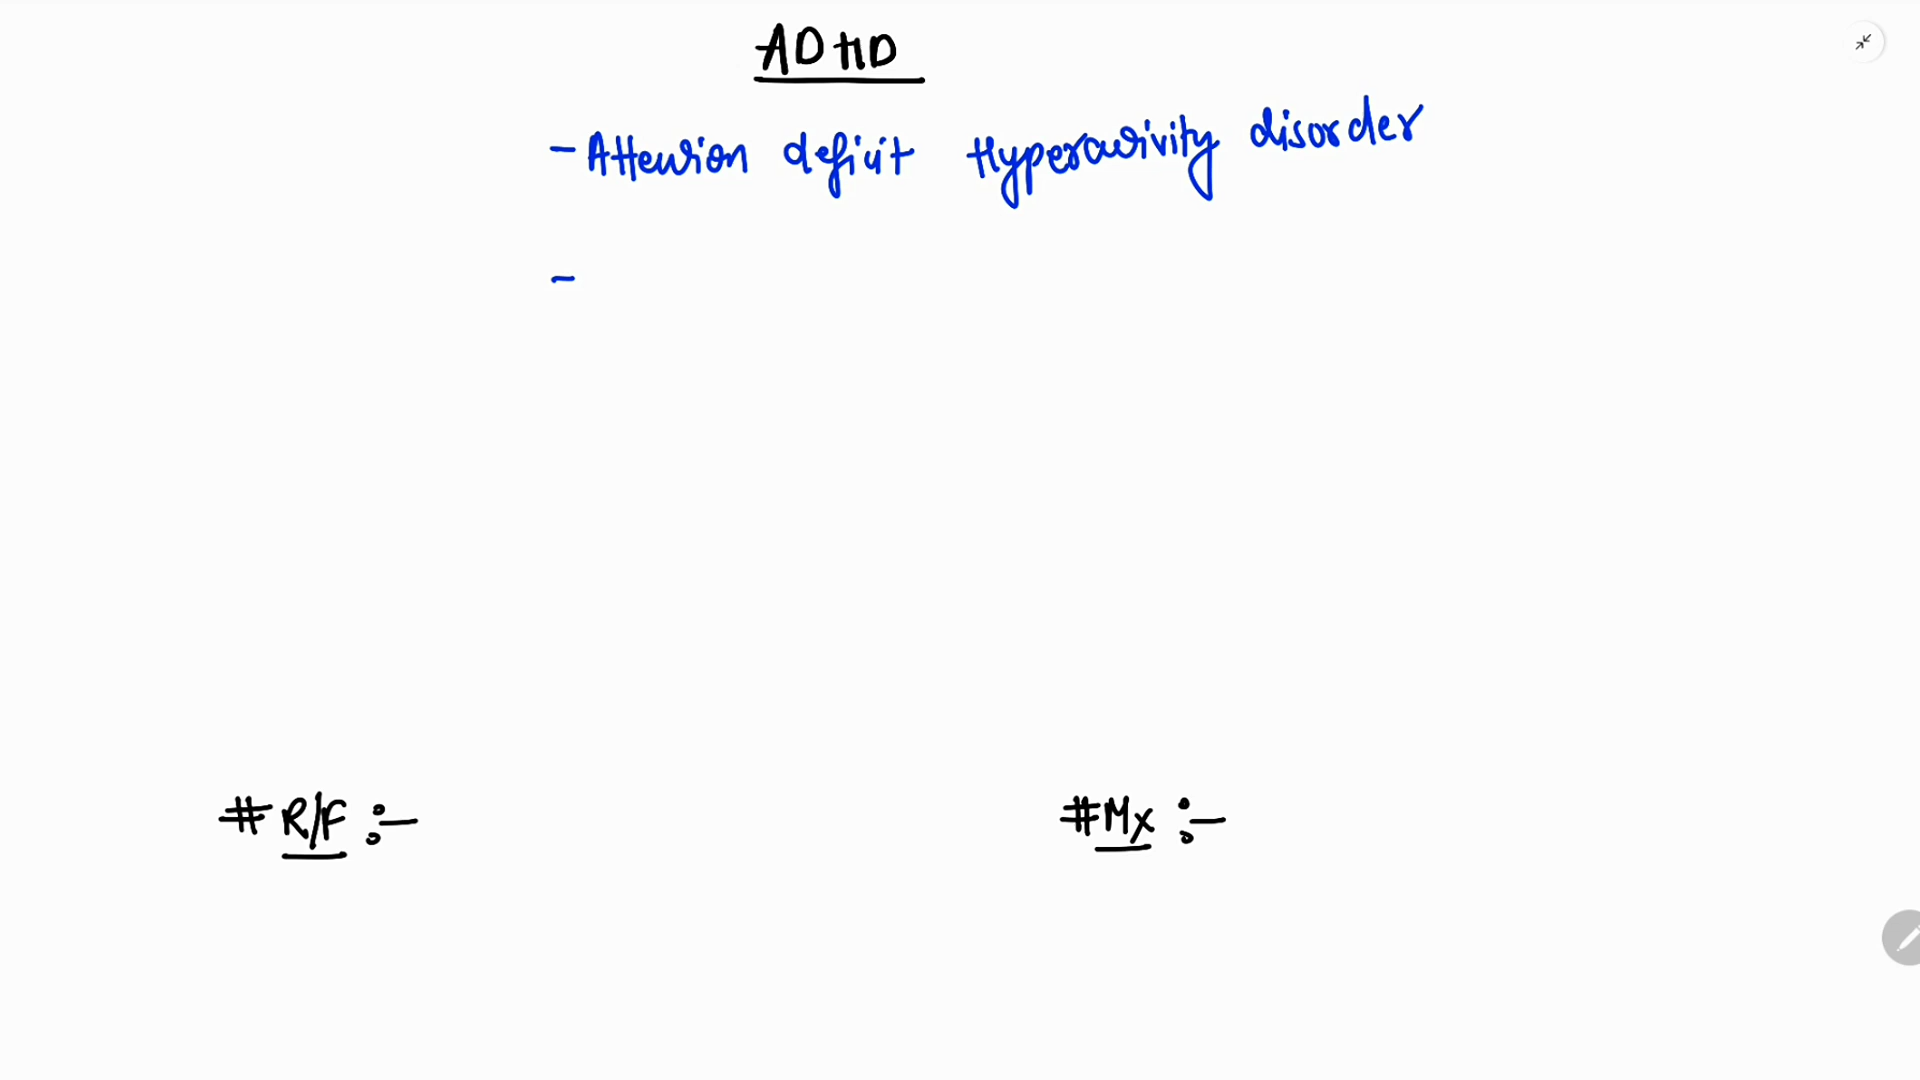 ADHD
- Attention deficit Hyperactivity disorder
-
# R/F :-
# Mx :-